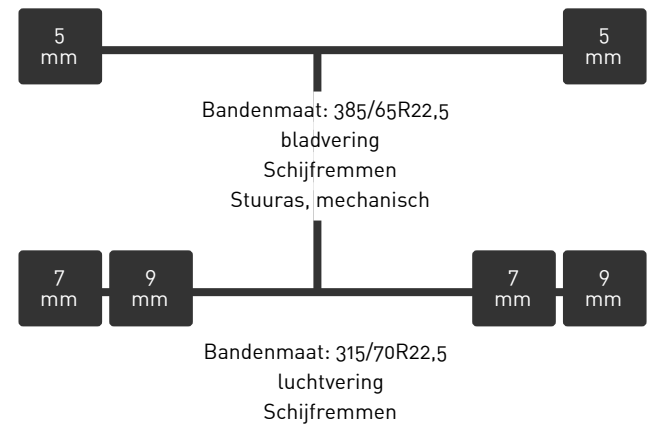 5
mm
5
mm
Bandenmaat: 385/65R22,5
bladvering
Schijfremmen
Stuuras, mechanisch
7
mm
9
mm
7
mm
9
mm
Bandenmaat: 315/70R22,5
luchtvering
Schijfremmen